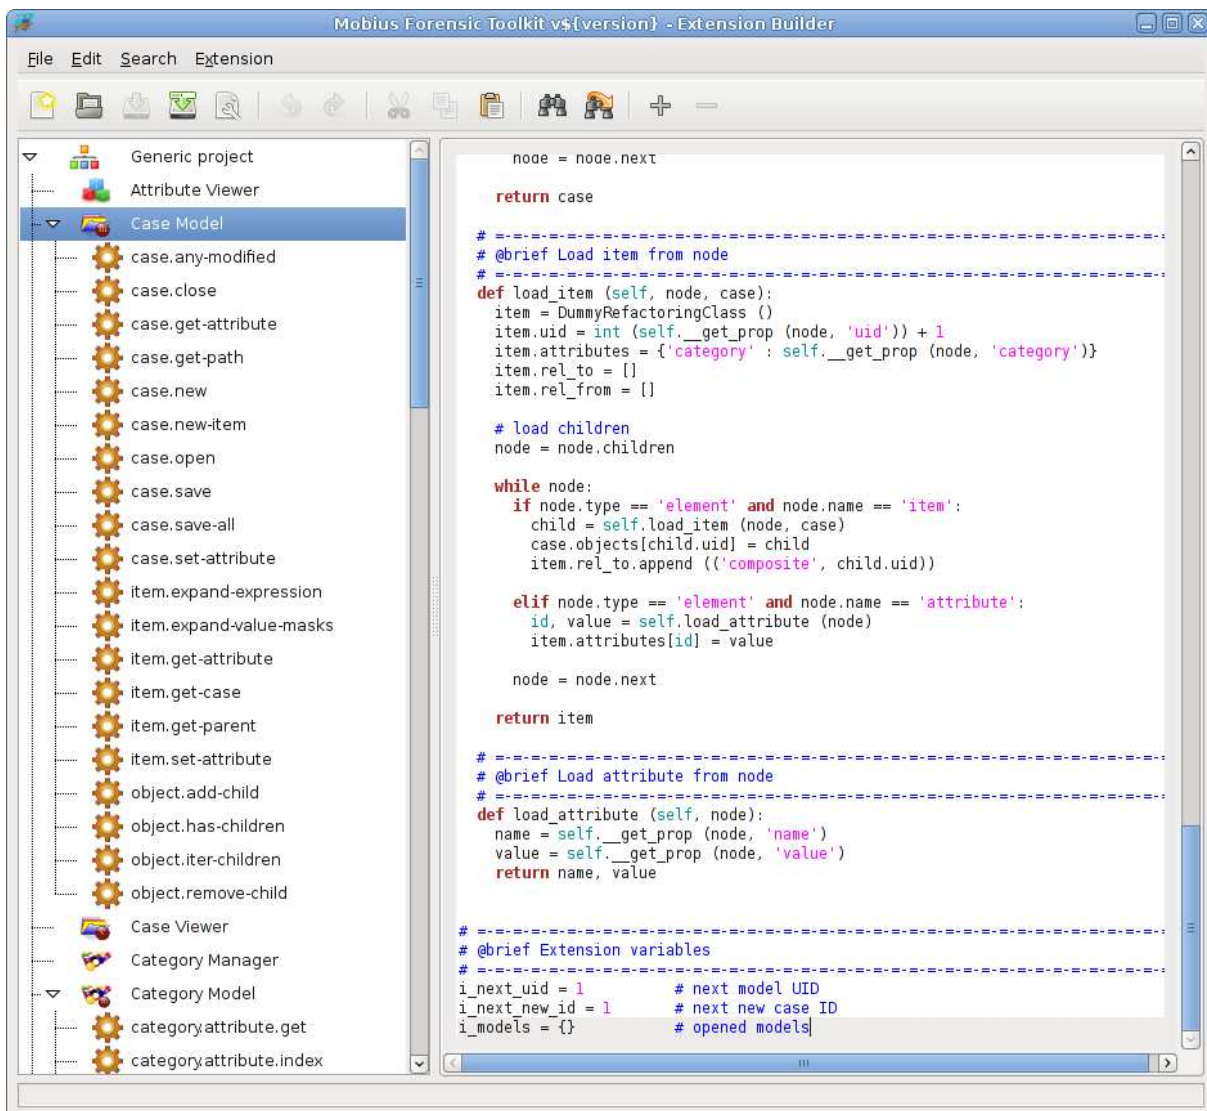 Mobius Forensic Toolkit v${version} - Extension Builder
File Edit Search Extension
Generic project
Attribute Viewer
Case Model
case.any-modified
case.close
case.get-attribute
case.get-path
case.new
case.new-item
case.open
case.save
case.save-all
case.set-attribute
item.expand-expression
item.expand-value-masks
item.get-attribute
item.get-case
item.get-parent
item.set-attribute
object.add-child
object.has-children
object.iter-children
object.remove-child
Case Viewer
Category Manager
Category Model
category.attribute.get
category.attribute.index
node = node.next
return case
# =-=-=-=-=-=-=-=-=-=-=-=-=-=-=-=-=-=-=-=-=-=-=-=-=-=-=-=-=-=-=-=-=-=-=-=-=-=
# @brief Load item from node
# =-=-=-=-=-=-=-=-=-=-=-=-=-=-=-=-=-=-=-=-=-=-=-=-=-=-=-=-=-=-=-=-=-=-=-=-=-=
def load_item (self, node, case):
item = DummyRefactoringClass ()
item.uid = int (self.__get_prop (node, 'uid')) + 1
item.attributes = {'category' : self.__get_prop (node, 'category')}
item.rel_to = []
item.rel_from = []
# load children
node = node.children
while node:
if node.type == 'element' and node.name == 'item':
child = self.load_item (node, case)
case.objects[child.uid] = child
item.rel_to.append (('composite', child.uid))
elif node.type == 'element' and node.name == 'attribute':
id, value = self.load_attribute (node)
item.attributes[id] = value
node = node.next
return item
# =-=-=-=-=-=-=-=-=-=-=-=-=-=-=-=-=-=-=-=-=-=-=-=-=-=-=-=-=-=-=-=-=-=-=-=-=-=
# @brief Load attribute from node
# =-=-=-=-=-=-=-=-=-=-=-=-=-=-=-=-=-=-=-=-=-=-=-=-=-=-=-=-=-=-=-=-=-=-=-=-=-=
def load_attribute (self, node):
name = self.__get_prop (node, 'name')
value = self.__get_prop (node, 'value')
return name, value
# =-=-=-=-=-=-=-=-=-=-=-=-=-=-=-=-=-=-=-=-=-=-=-=-=-=-=-=-=-=-=-=-=-=-=-=-=-=-=
# @brief Extension variables
# =-=-=-=-=-=-=-=-=-=-=-=-=-=-=-=-=-=-=-=-=-=-=-=-=-=-=-=-=-=-=-=-=-=-=-=-=-=-=
i_next_uid = 1 # next model UID
i_next_new_id = 1 # next new case ID
i_models = {} # opened models